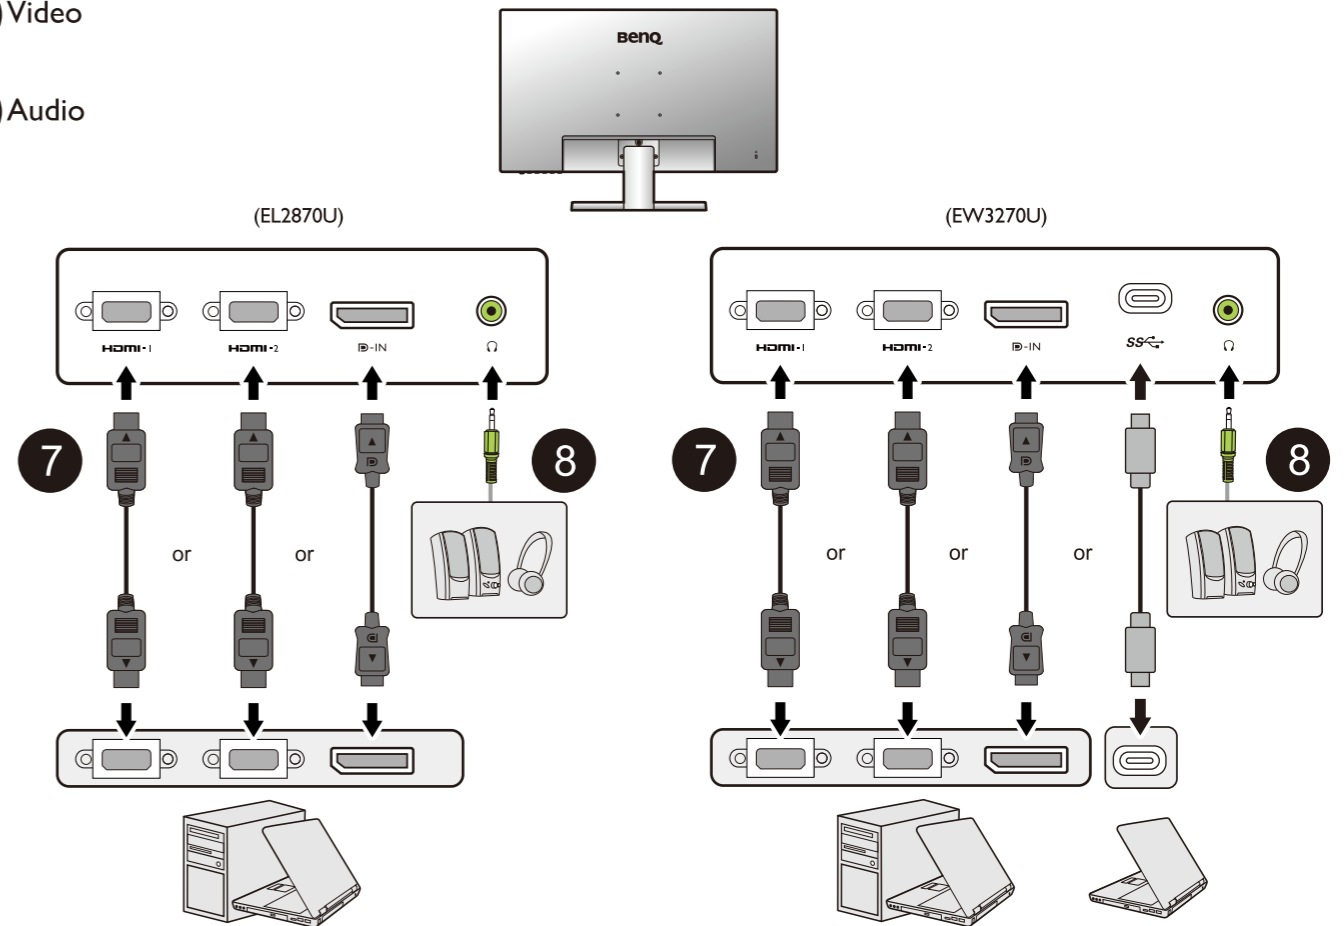 Video
BenQ
Audio
(EL2870U)
(EW3270U)
HDMI-1
HDMI-2
D-IN
HDMI-1
HDMI-2
D-IN
SS
7
8
7
8
or
or
or
or
or